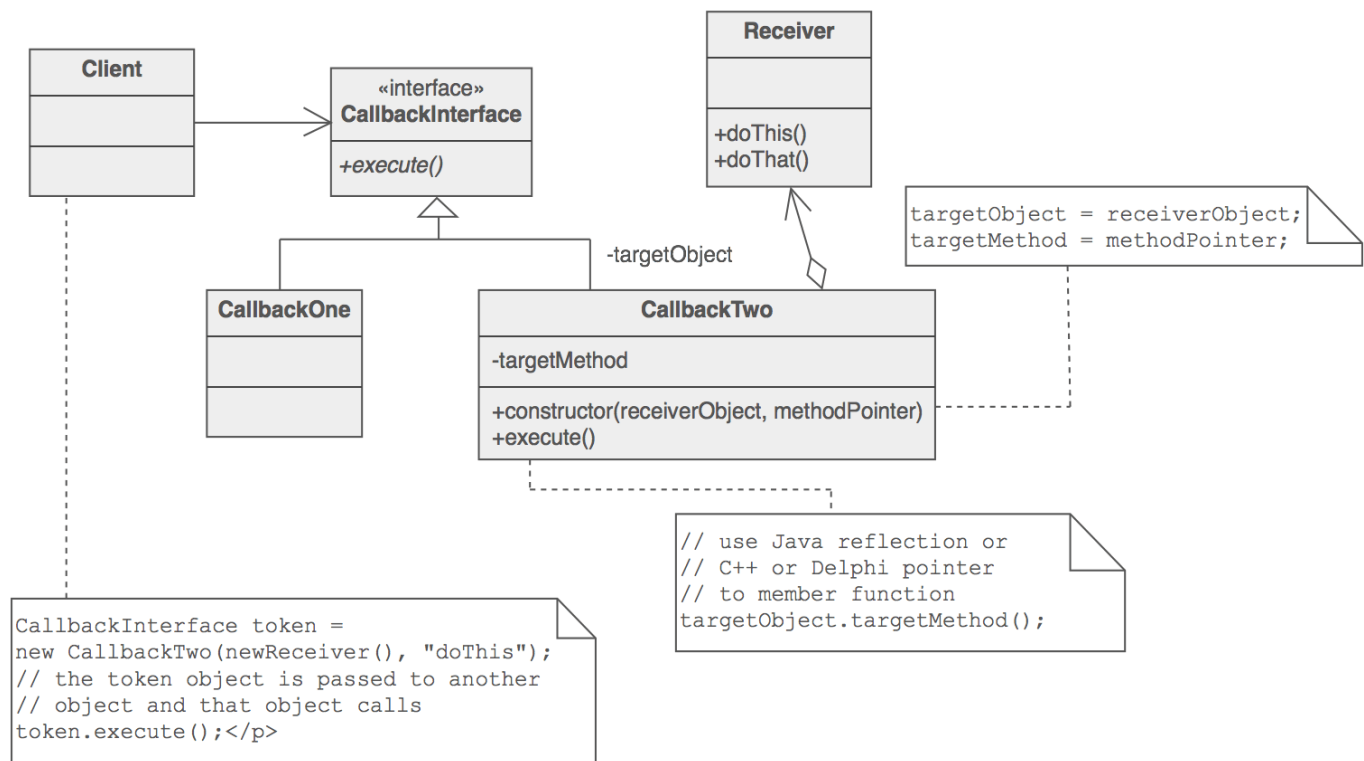 Client
«interface»
CallbackInterface
+execute()
Receiver
+doThis()
+doThat()
targetObject = receiverObject;
targetMethod = methodPointer;
-targetObject
CallbackOne
CallbackTwo
-targetMethod
+constructor(receiverObject, methodPointer)
+execute()
// use Java reflection or
// C++ or Delphi pointer
// to member function
targetObject.targetMethod();
CallbackInterface token =
new CallbackTwo(newReceiver(), "doThis");
// the token object is passed to another
// object and that object calls
token.execute();</p>